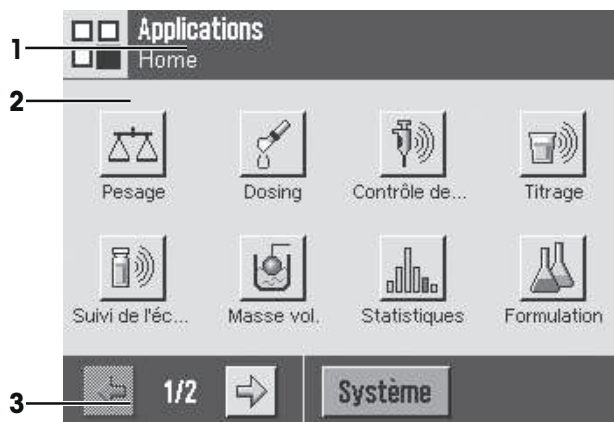 Applications
1
Home
2
Pesage
Dosing
Contrôle de...
Titrage
Suivi de l'éc...
Masse vol.
Statistiques
Formulation
3
1/2
Système